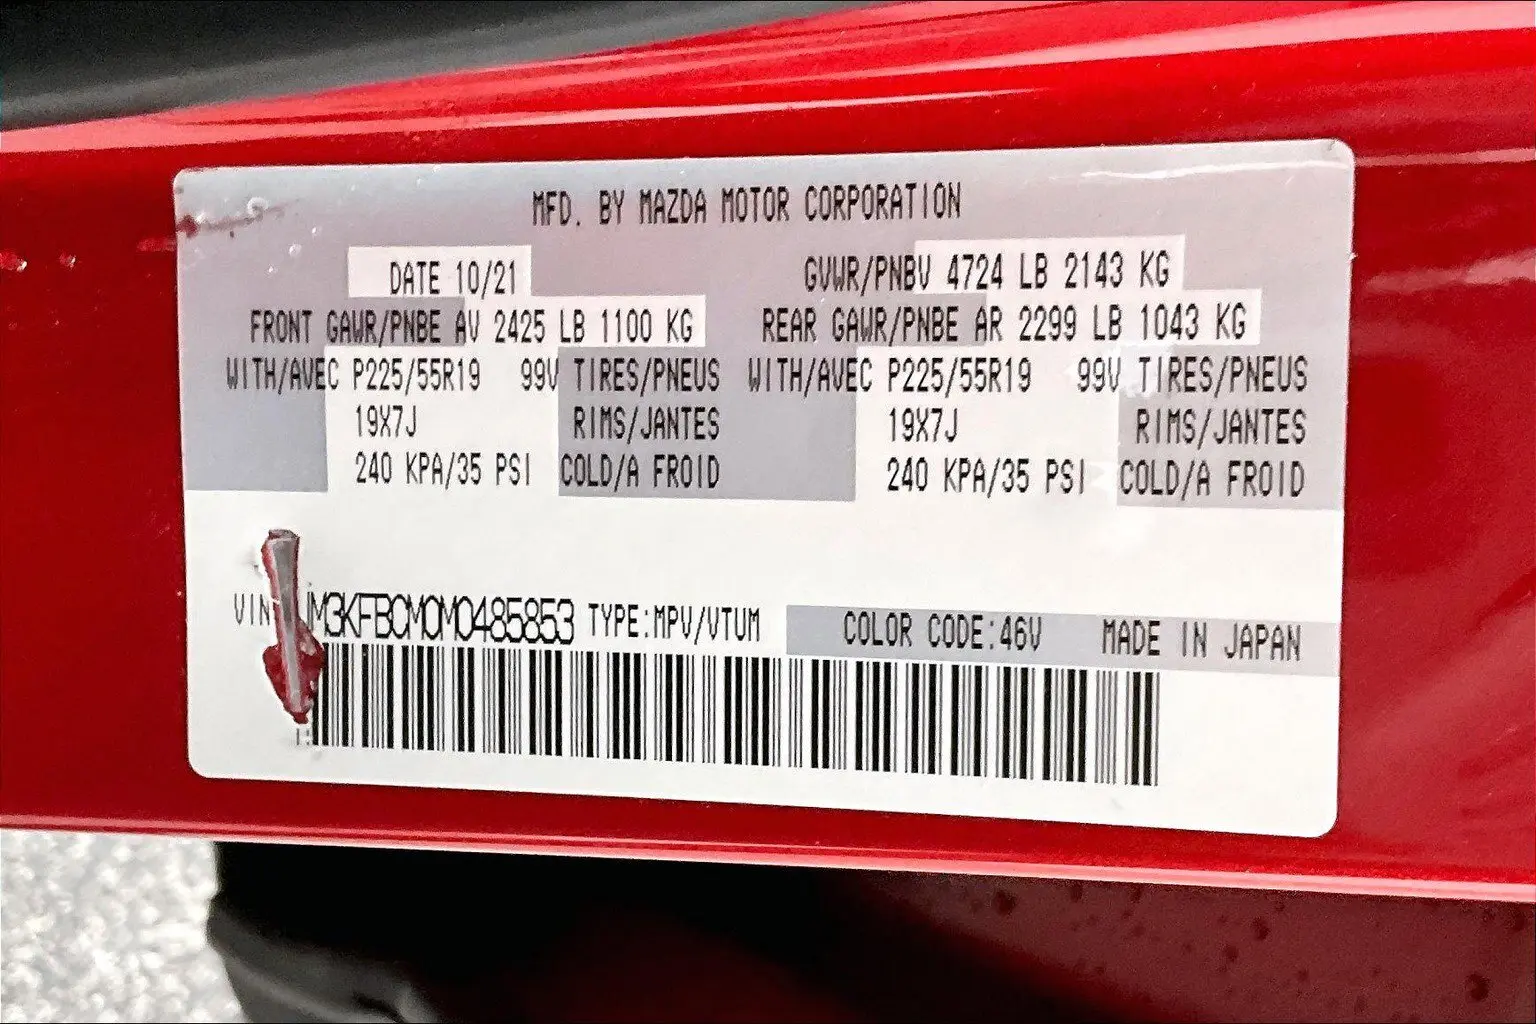 MFD. BY MAZDA MOTOR CORPORATION
DATE 10/21 GVWR/PNBV 4724 LB 2143 KG
FRONT GAWR/PNBE AV 2425 LB 1100 KG REAR GAWR/PNBE AR 2299 LB 1043 KG
WITH/AVEC P225/55R19 99V TIRES/PNEUS WITH/AVEC P225/55R19 99V TIRES/PNEUS
19X7J RIMS/JANTES 19X7J RIMS/JANTES
240 KPA/35 PSI COLD/A FROID 240 KPA/35 PSI COLD/A FROID
VIN JM3KFBCM0M0485853 TYPE:MPV/VTUM COLOR CODE:46V MADE IN JAPAN